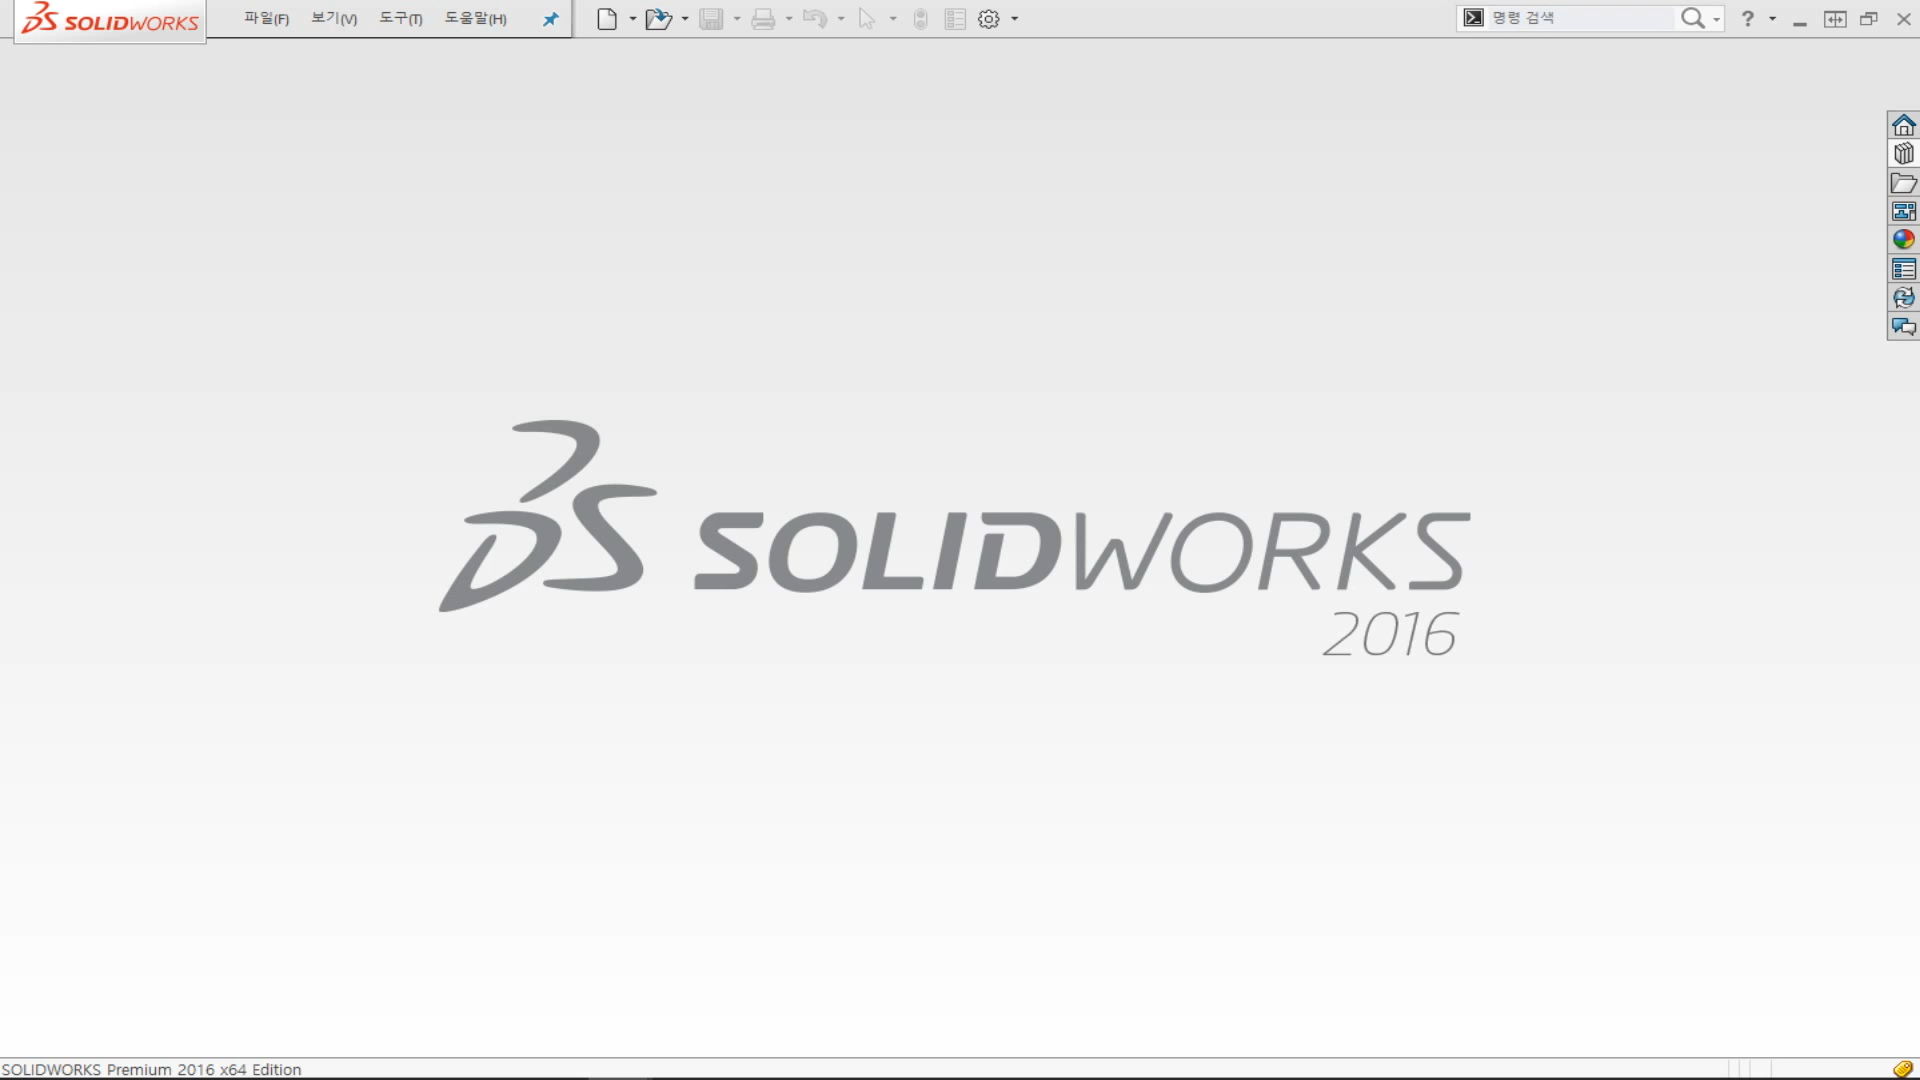 SOLIDWORKS 파일(F) 보기(V) 도구(T) 도움말(H) 명령 검색 ?
SOLIDWORKS
2016
SOLIDWORKS Premium 2016 x64 Edition